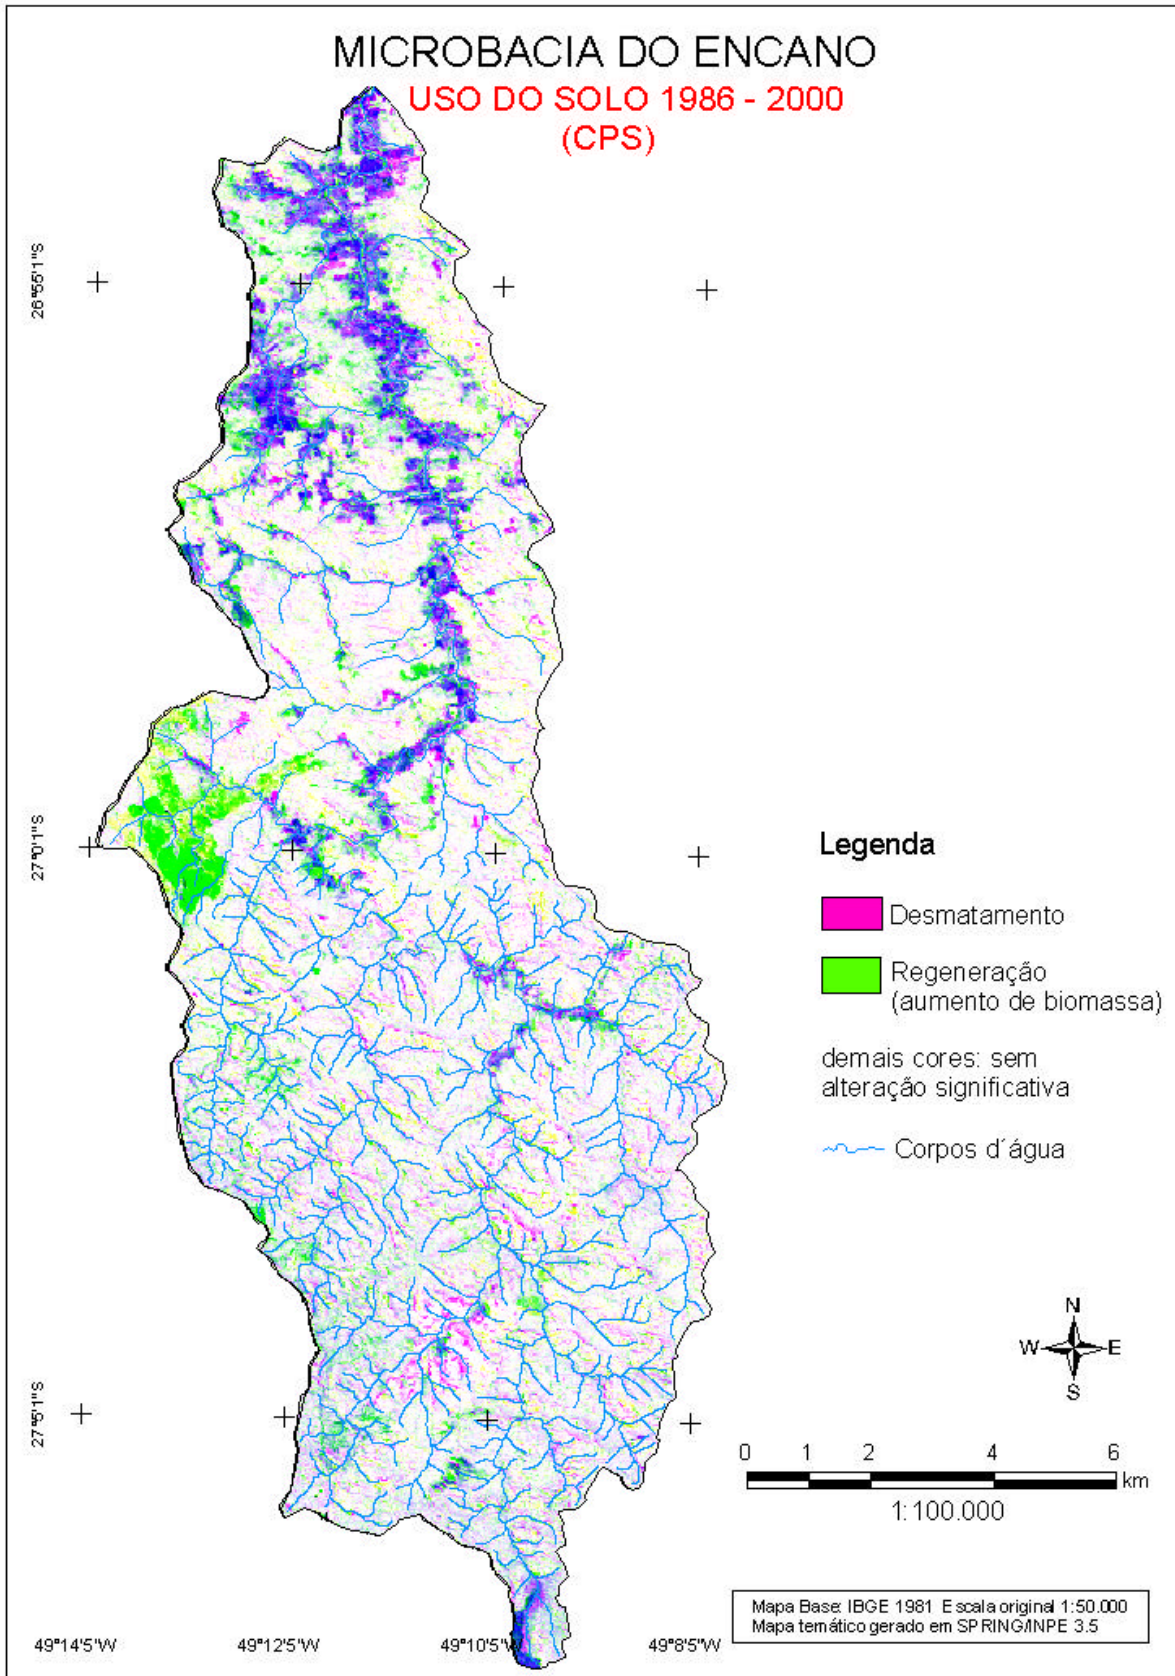 MICROBACIA DO ENCANO
USO DO SOLO 1986 - 2000
(CPS)
26°55'1"S
27°0'1"S
27°5'1"S
Legenda
Desmatamento
Regeneração
(aumento de biomassa)
demais cores: sem
alteração significativa
Corpos d´água
N
W
E
S
0 1 2 4 6
km
1:100.000
Mapa Base: IBGE 1981 Escala original 1:50.000
Mapa temático gerado em SPRING/INPE 3.5
49°14'5"W 49°12'5"W 49°10'5"W 49°8'5"W